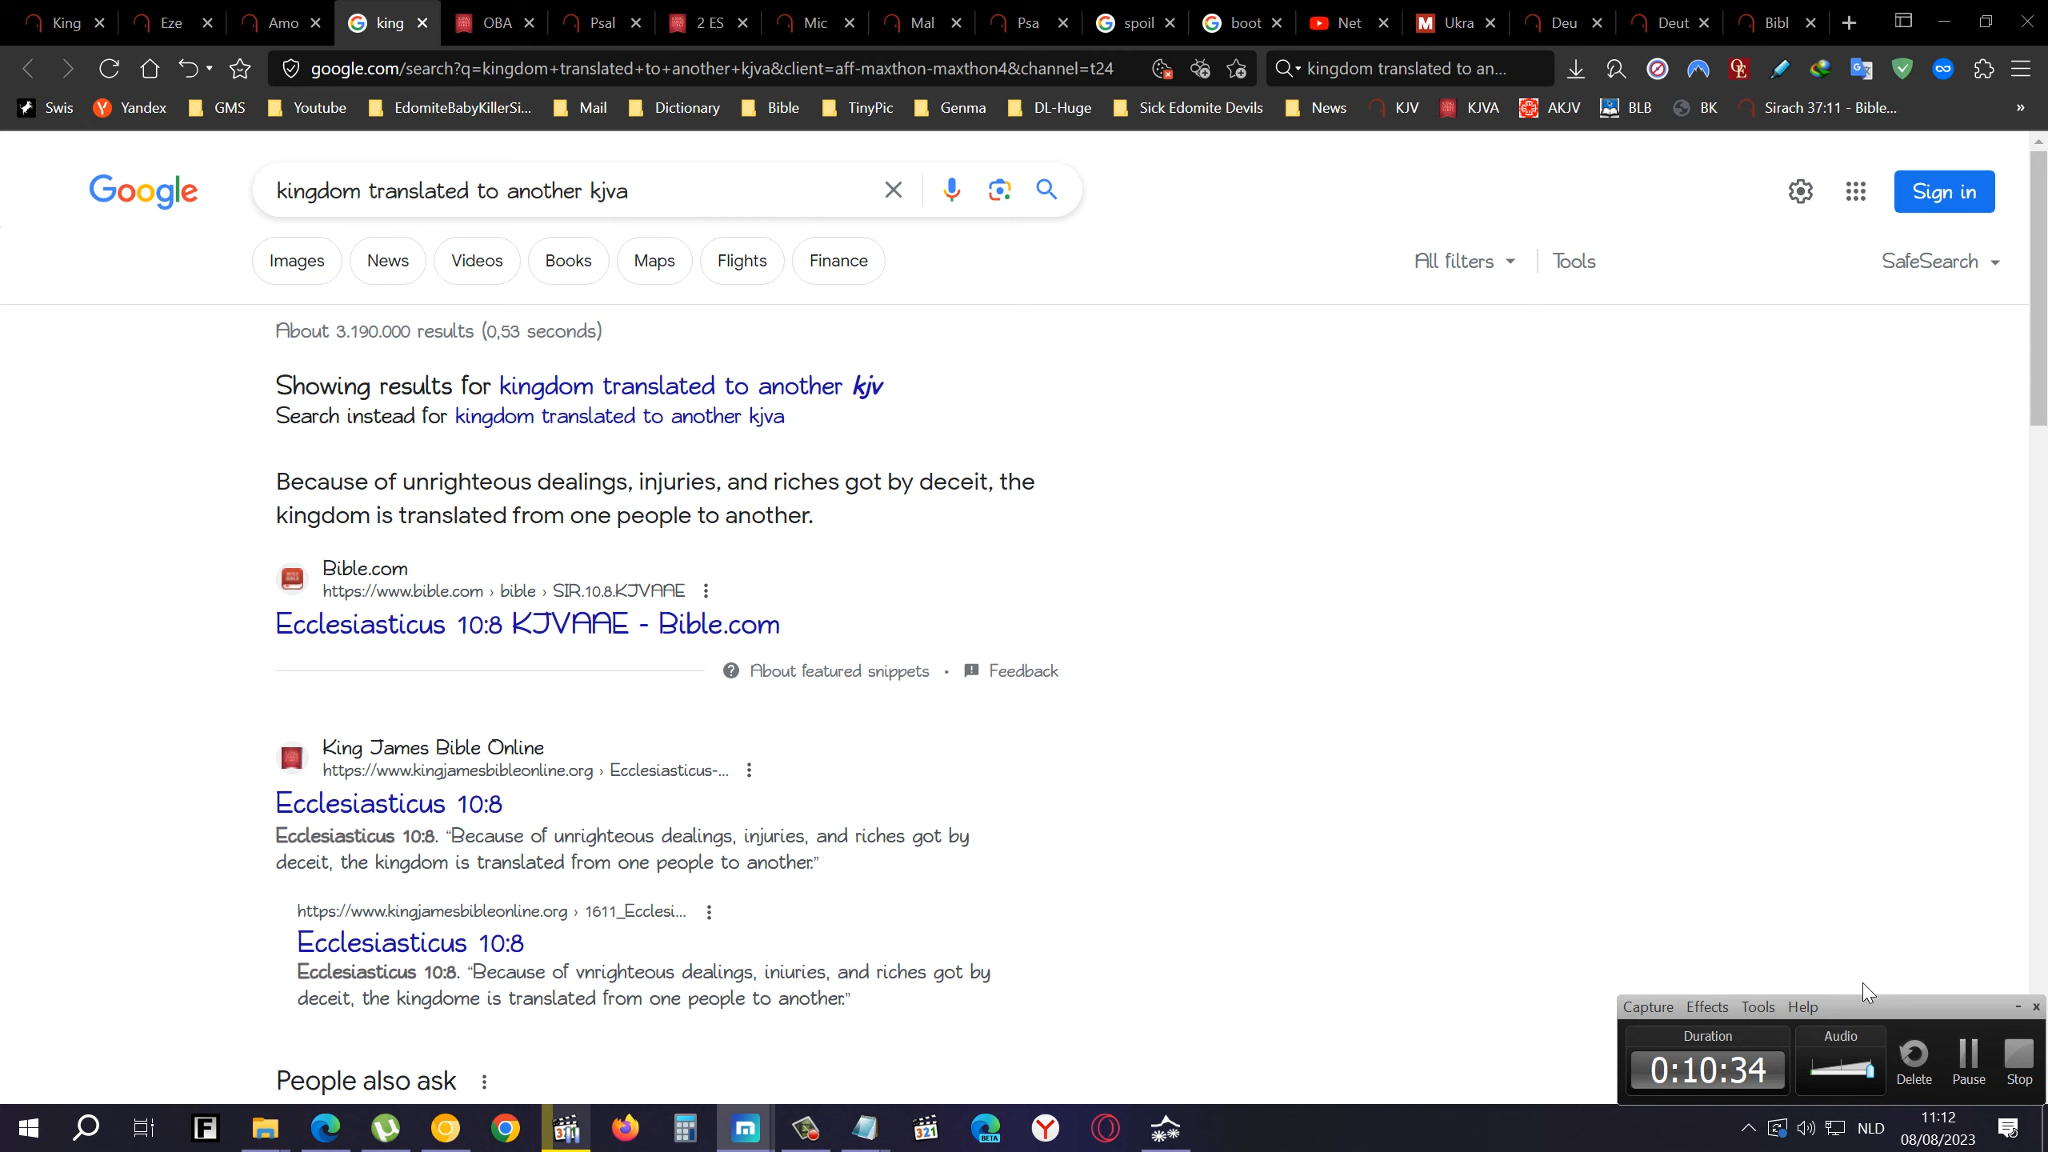 King Eze Amo king OBA Psal 2 ES Mic Mal Psa spoil boot Net Ukra Deu Deut Bibl
google.com/search?q=kingdom+translated+to+another+kjva&client=aff-maxthon-maxthon4&channel=t24 kingdom translated to an...
Swis Yandex GMS Youtube EdomiteBabyKillerSi... Mail Dictionary Bible TinyPic Genma DL-Huge Sick Edomite Devils News KJV KJVA AKJV BLB BK Sirach 37:11 - Bible... »
Google kingdom translated to another kjva Sign in
Images News Videos Books Maps Flights Finance All filters Tools SafeSearch
About 3.190.000 results (0,53 seconds)
Showing results for kingdom translated to another kjv
Search instead for kingdom translated to another kjva
Because of unrighteous dealings, injuries, and riches got by deceit, the
kingdom is translated from one people to another.
Bible.com
https://www.bible.com › bible › SIR.10.8.KJVAAE
Ecclesiasticus 10:8 KJVAAE - Bible.com
About featured snippets • Feedback
King James Bible Online
https://www.kingjamesbibleonline.org › Ecclesiasticus-...
Ecclesiasticus 10:8
Ecclesiasticus 10:8. “Because of unrighteous dealings, injuries, and riches got by
deceit, the kingdom is translated from one people to another.”
https://www.kingjamesbibleonline.org › 1611_Ecclesi...
Ecclesiasticus 10:8
Ecclesiasticus 10:8. “Because of vnrighteous dealings, iniuries, and riches got by
deceit, the kingdome is translated from one people to another.”
People also ask
Capture Effects Tools Help
Duration Audio
0:10:34
Delete Pause Stop
321 BETA NLD
11:12
08/08/2023